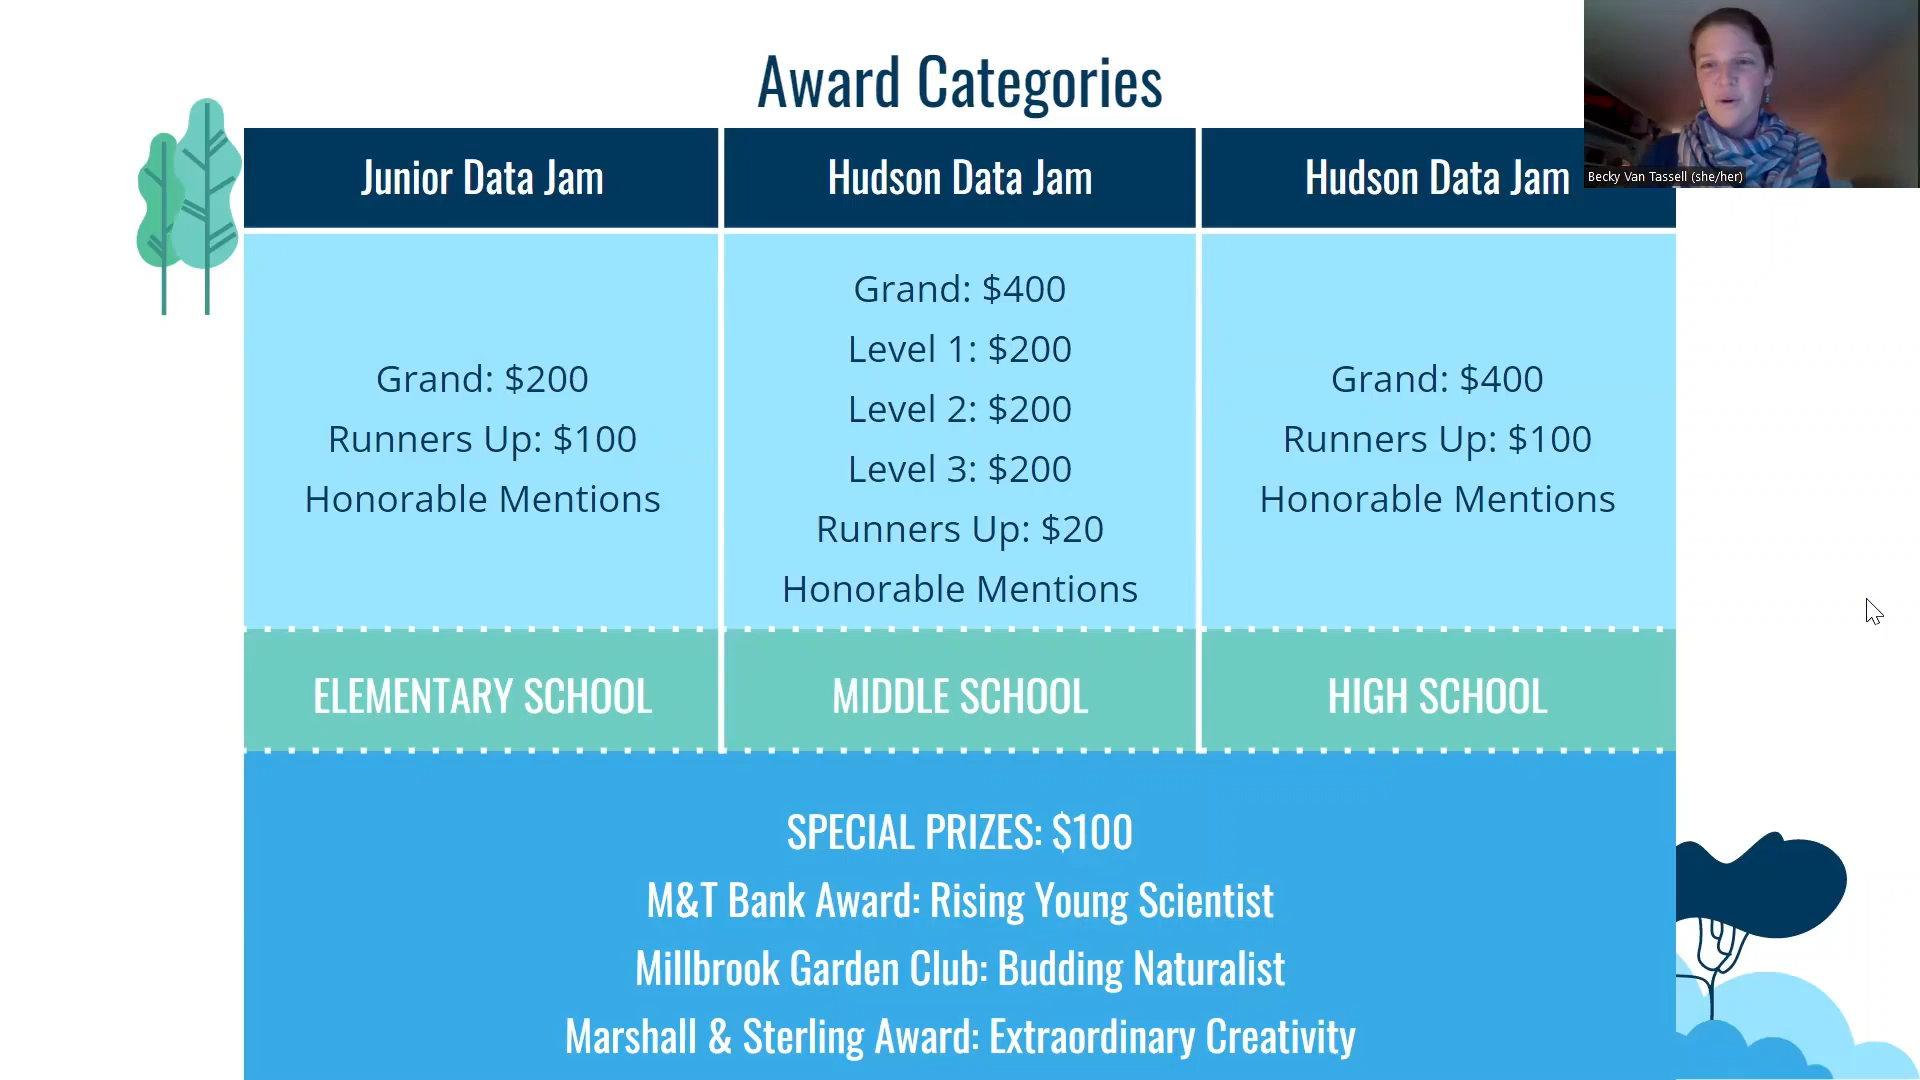 Award Categories
Becky Van Tassell (she/her)
Junior Data Jam
Hudson Data Jam
Hudson Data Jam
Grand: $200
Runners Up: $100
Honorable Mentions
Grand: $400
Level 1: $200
Level 2: $200
Level 3: $200
Runners Up: $20
Honorable Mentions
Grand: $400
Runners Up: $100
Honorable Mentions
ELEMENTARY SCHOOL
MIDDLE SCHOOL
HIGH SCHOOL
SPECIAL PRIZES: $100
M&T Bank Award: Rising Young Scientist
Millbrook Garden Club: Budding Naturalist
Marshall & Sterling Award: Extraordinary Creativity